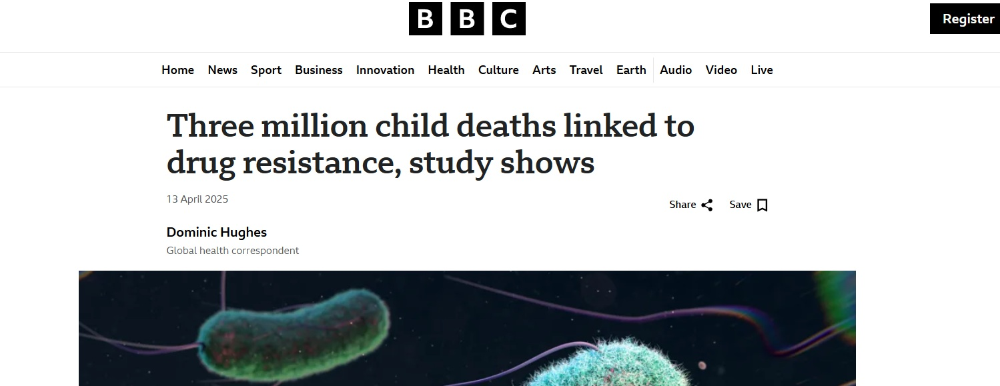 BBC
Register
Home News Sport Business Innovation Health Culture Arts Travel Earth Audio Video Live
Three million child deaths linked to
drug resistance, study shows
13 April 2025
Share Save
Dominic Hughes
Global health correspondent